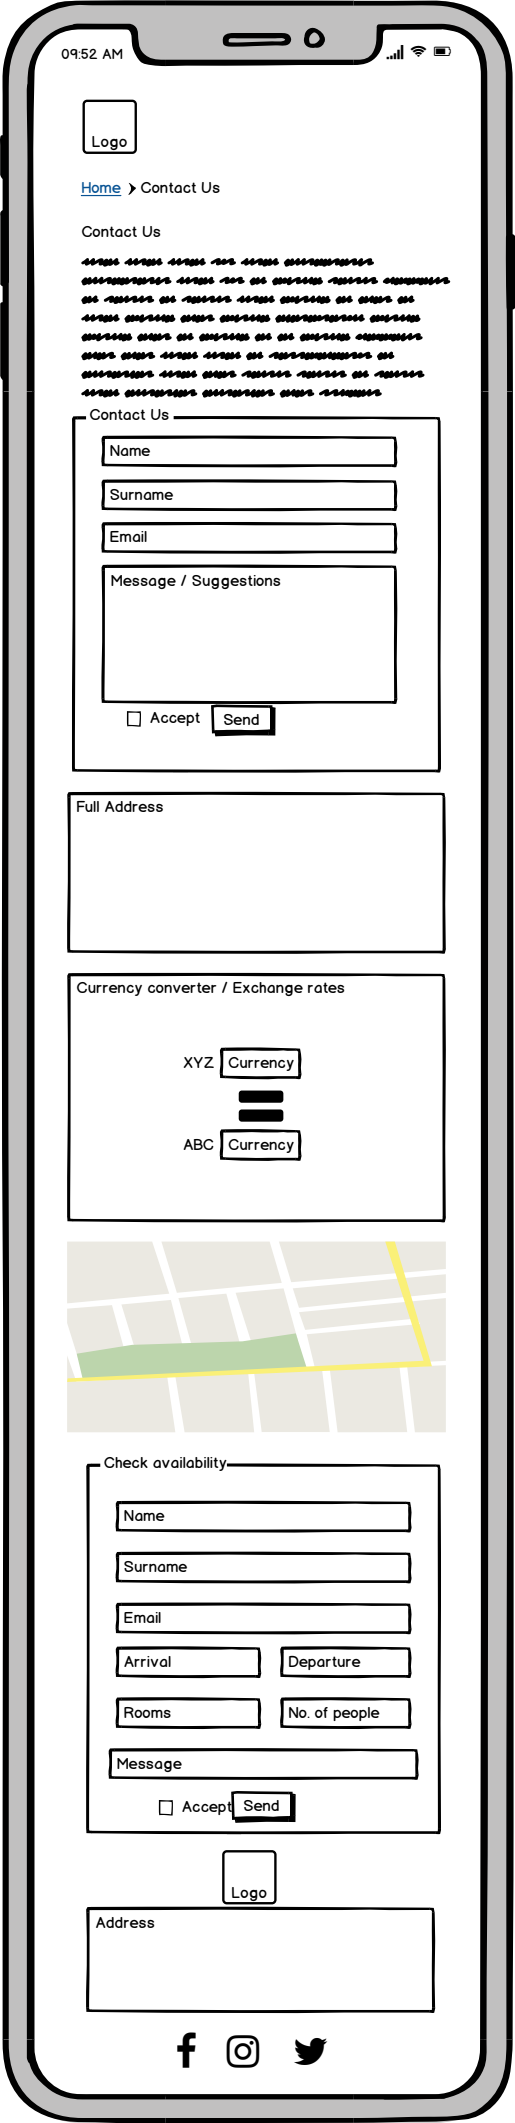 09:52 AM
Logo
Home Contact Us
Contact Us
Contact Us
Name
Surname
Email
Message / Suggestions
Accept Send
Full Address
Currency converter / Exchange rates
XYZ Currency
ABC Currency
Check availability
Name
Surname
Email
Arrival Departure
Rooms No. of people
Message
Accept Send
Logo
Address